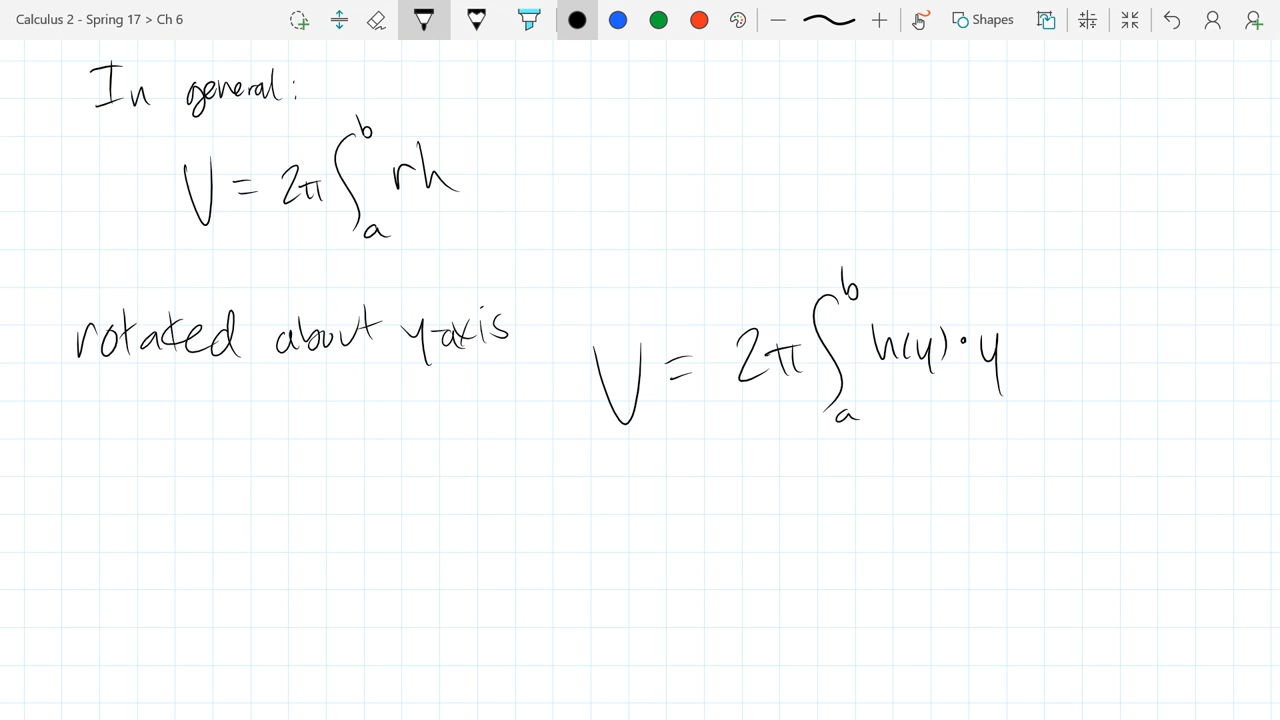 Calculus 2 - Spring 17 > Ch 6
Shapes
In general:
V = 2π ∫_a^b rh
rotated about y-axis
V = 2π ∫_a^b h(y) · y